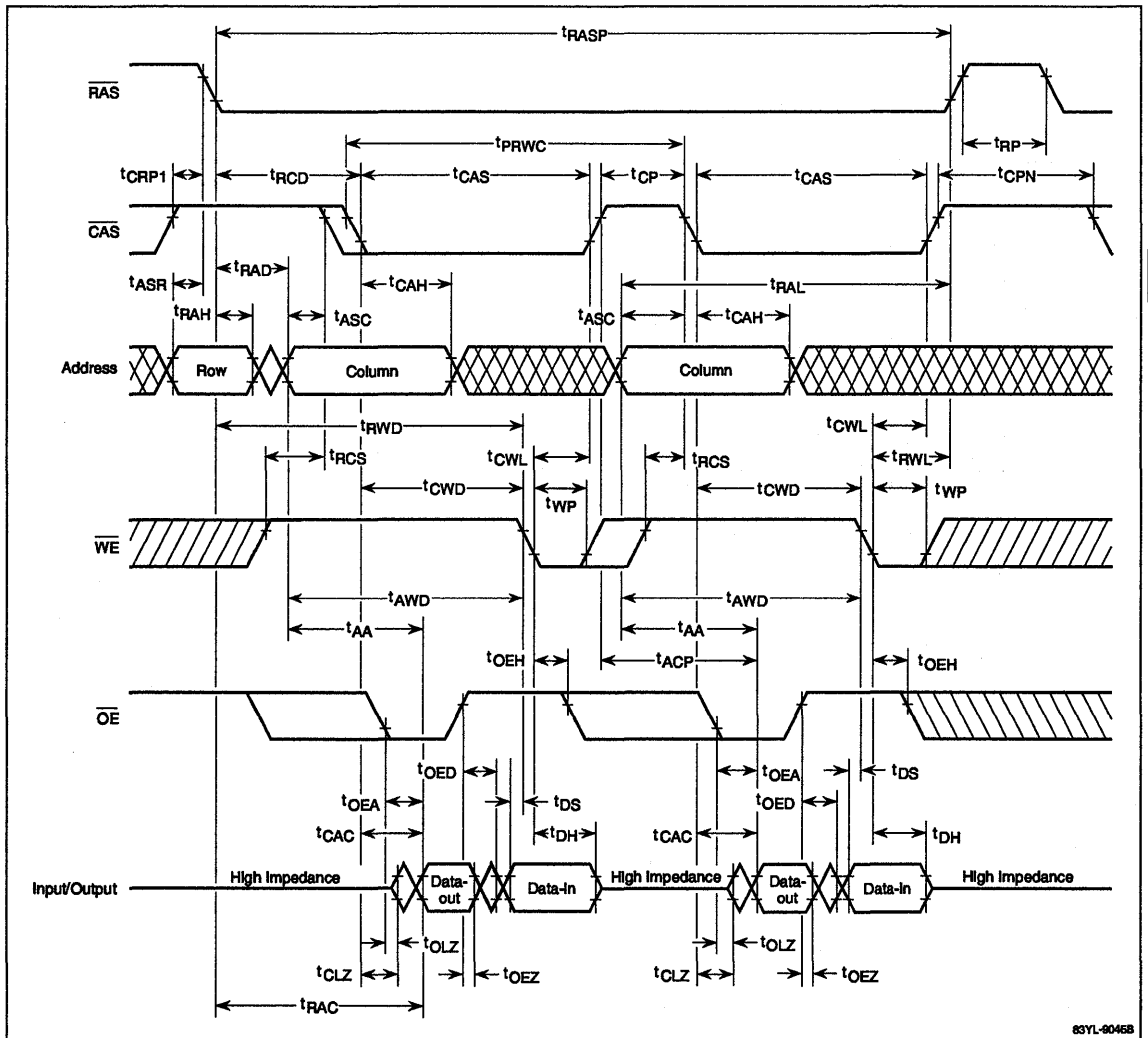 tRASP
RAS
tPRWC
tRP
tCRP1 tRCD tCAS tCP tCAS tCPN
CAS
tRAD
tASR tCAH tRAL
tRAH tASC tASC tCAH
Address Row Column Column
tRWD tCWL
tRCS tCWL tRCS tRWL
tCWD tWP tCWD tWP
WE
tAWD tAWD
tAA tAA
tOEH tACP tOEH
OE
tOED tOEA tDS
tOEA tDS tOED
tCAC tDH tCAC tDH
High Impedance High Impedance High Impedance
Input/Output Data-out Data-In Data-out Data-In
tOLZ tOLZ
tCLZ tOEZ tCLZ tOEZ
tRAC
83YL-9045B